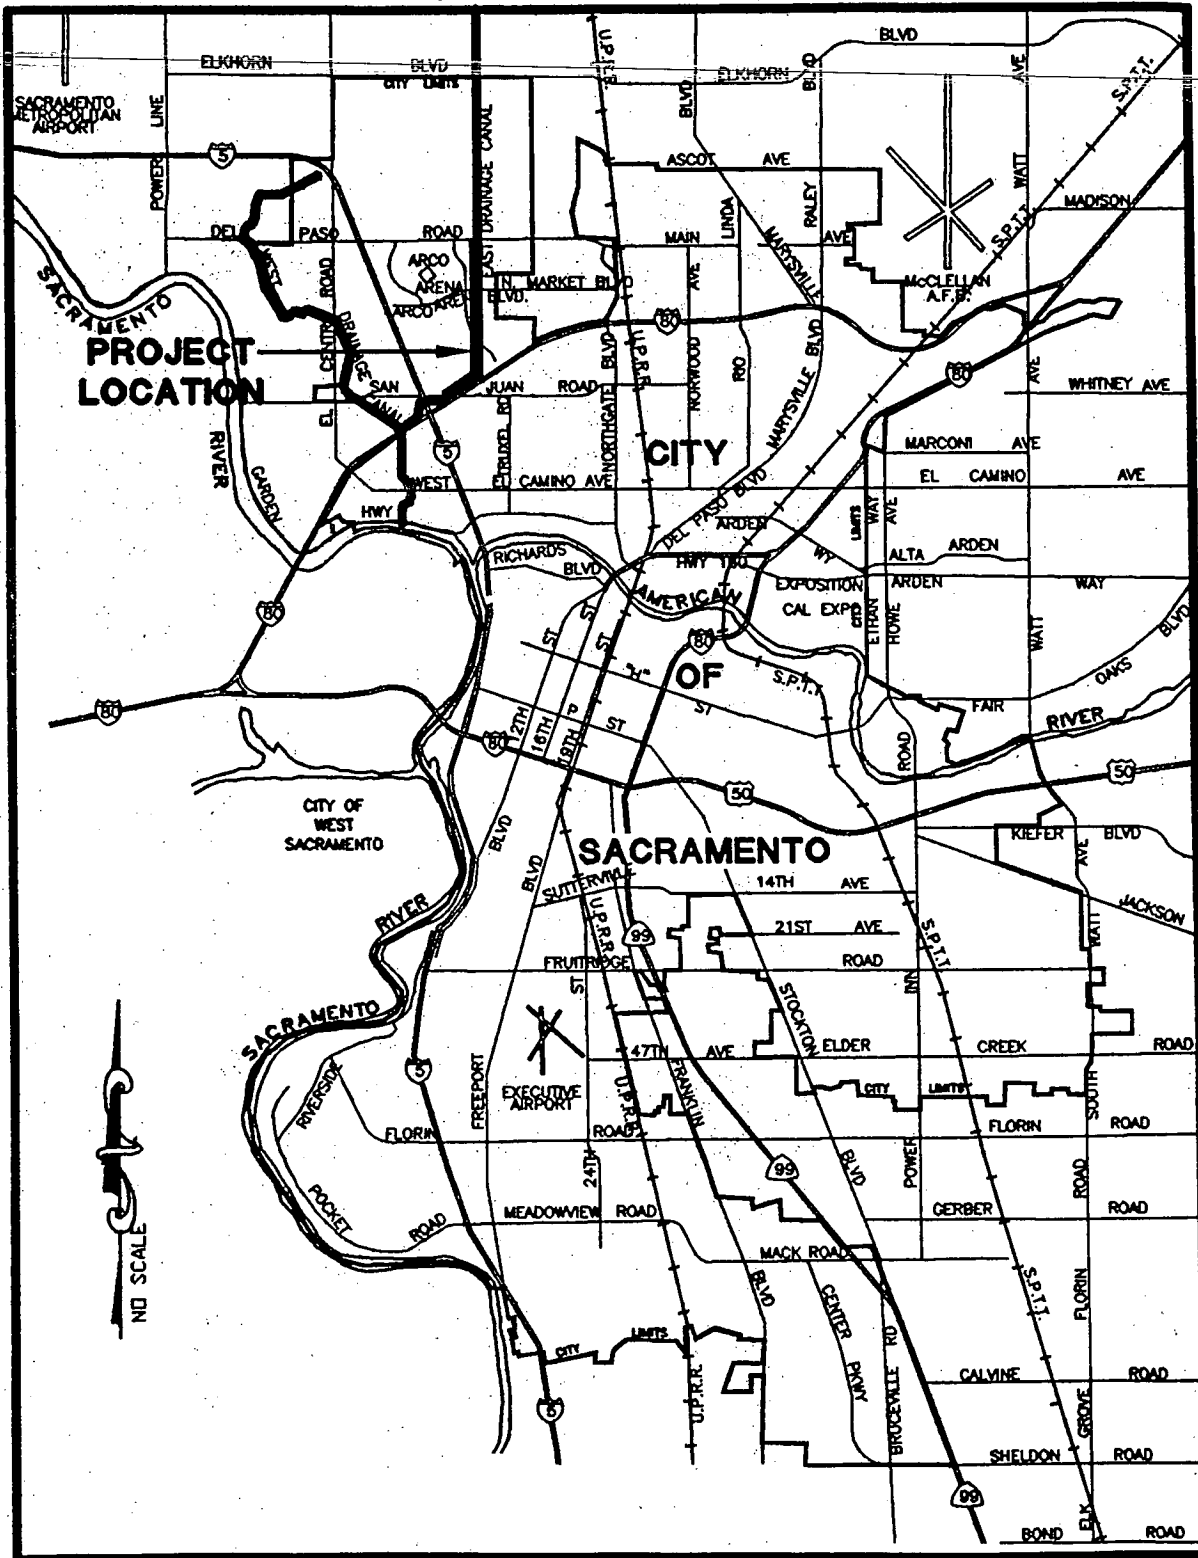 ELKHORN BLVD
CITY LIMITS
ELKHORN BLVD
BLVD
U.P.R.R.
BLVD
AVE
S.P.T.T.
SACRAMENTO
METROPOLITAN
AIRPORT
POWER LINE
5
EAST DRAINAGE CANAL
ASCOT AVE
RALEY
LINDA
WATT
MADISON
DEL PASO ROAD
MAIN AVE
MARYSVILLE
S.P.T.T.
ARCO
ARENA
ARCO ARENA BLVD.
N. MARKET BLVD
McCLELLAN
A.F.B.
SACRAMENTO
WEST
DRAINAGE
CANAL
EL CENTRO ROAD
80
U.P.R.R.
NORWOOD AVE
RIO
MARYSVILLE BLVD
PROJECT
LOCATION
SAN JUAN ROAD
80
AVE
WHITNEY AVE
RIVER
GARDEN
HWY
5
TRUXEL RD
NORTHGATE BLVD
CITY
MARCONI AVE
WEST EL CAMINO AVE
EL CAMINO AVE
DEL PASO BLVD
ARDEN WY
LIMITS
WAY
AVE
RICHARDS
BLVD
HWY 160
ALTA ARDEN
EXPOSITION
ARDEN WAY
CAL EXPO
AMERICAN
CITY
ETHAN
HOWE
WATT
BLVD
80
ST
ST
80
OF
"H" ST
S.P.T.T.
OAKS
FAIR
RIVER
80
80
12TH
16TH
19TH
P ST
ROAD
50
50
CITY OF
WEST
SACRAMENTO
BLVD
BLVD
SACRAMENTO
KIEFER BLVD
AVE
SUTTERVILLE
14TH AVE
JACKSON
RIVER
U.P.R.R.
99
21ST AVE
S.P.T.T.
WATT
FRUITRIDGE ROAD
ST
INN
SACRAMENTO
STOCKTON
47TH AVE
ELDER CREEK ROAD
5
RIVERSIDE
FREEPORT
EXECUTIVE
AIRPORT
U.P.R.R.
FRANKLIN
CITY LIMITS
SOUTH
FLORIN ROAD
FLORIN ROAD
24TH
BLVD
POWER
99
ROAD
POCKET ROAD
MEADOWVIEW ROAD
GERBER ROAD
NO SCALE
MACK ROAD
BLVD
CENTER PKWY
S.P.T.T.
FLORIN
CITY LIMITS
BRUCEVILLE RD
U.P.R.R.
CALVINE ROAD
5
GROVE
SHELDON ROAD
99
ELK
BOND ROAD